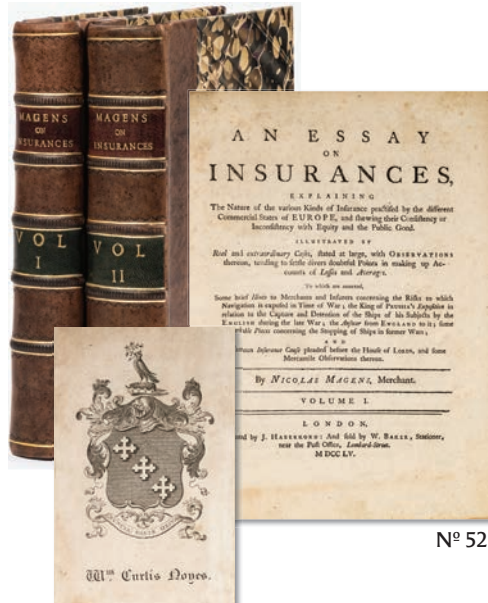 MAGENS
ON
INSURANCES
VOL
I
MAGENS
ON
INSURANCES
VOL
II
AN ESSAY
ON
INSURANCES,
EXPLAINING
The Nature of the various Kinds of Insurance practised by the different
Commercial States of EUROPE, and shewing their Consistency or
Inconsistency with Equity and the Public Good.
ILLUSTRATED BY
Real and extraordinary Cases, stated at large, with OBSERVATIONS
thereon, tending to settle divers doubtful Points in making up Ac-
counts of Losses and Averages.
To which are annexed,
Some brief Hints to Merchants and Insurers concerning the Risks to which
Navigation is exposed in Time of War; the King of PRUSSIA's Exposition in
relation to the Capture and Detention of the Ships of his Subjects by the
ENGLISH during the late War; the Answer from ENGLAND to it; some
Pieces concerning the Stopping of Ships in former Wars;
AND
Insurance Cause pleaded before the House of LORDS, and some
Mercantile Observations thereon.
By NICOLAS MAGENS, Merchant.
VOLUME I.
LONDON,
by J. HABERKORN: And sold by W. BAKER, Stationer,
near the Post Office, Lombard-Street.
M DCC LV.
Wm Curtis Noyes.
Nº 52